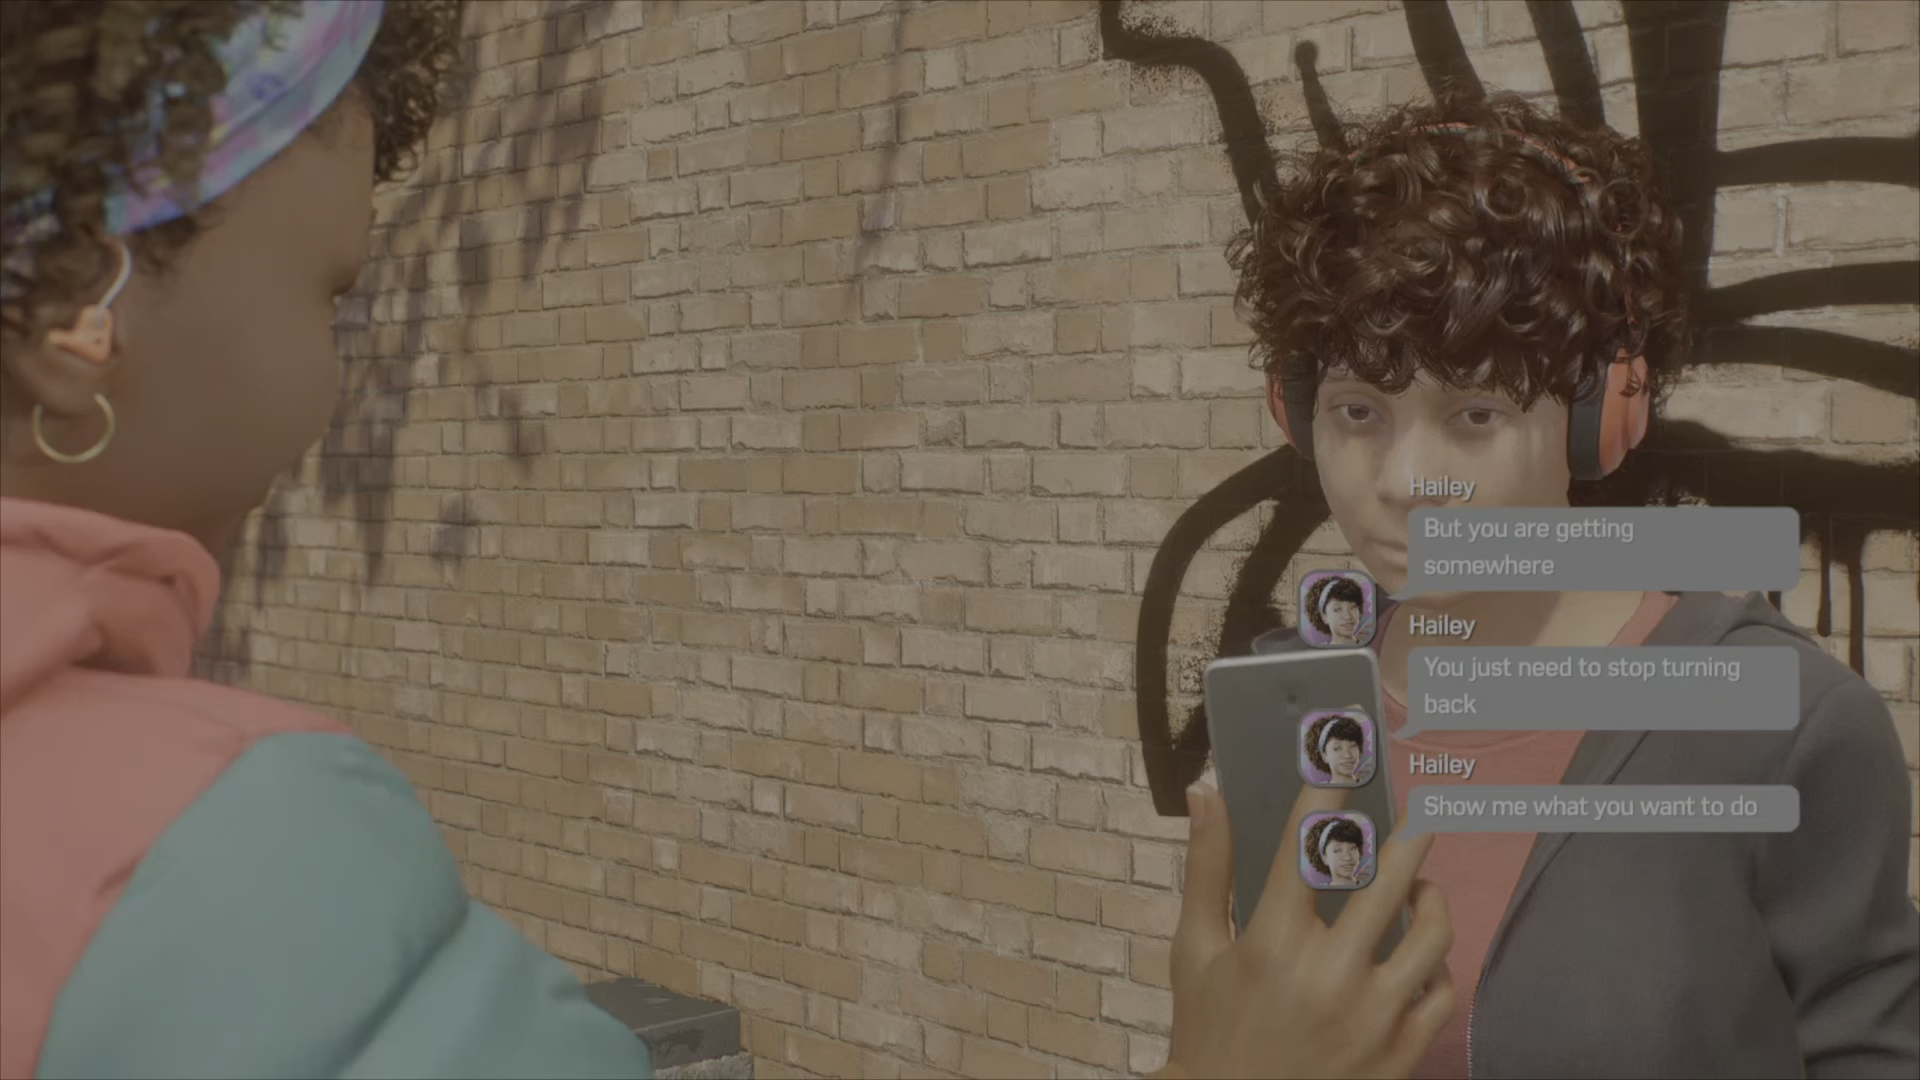 Hailey
But you are getting
somewhere
Hailey
You just need to stop turning
back
Hailey
Show me what you want to do